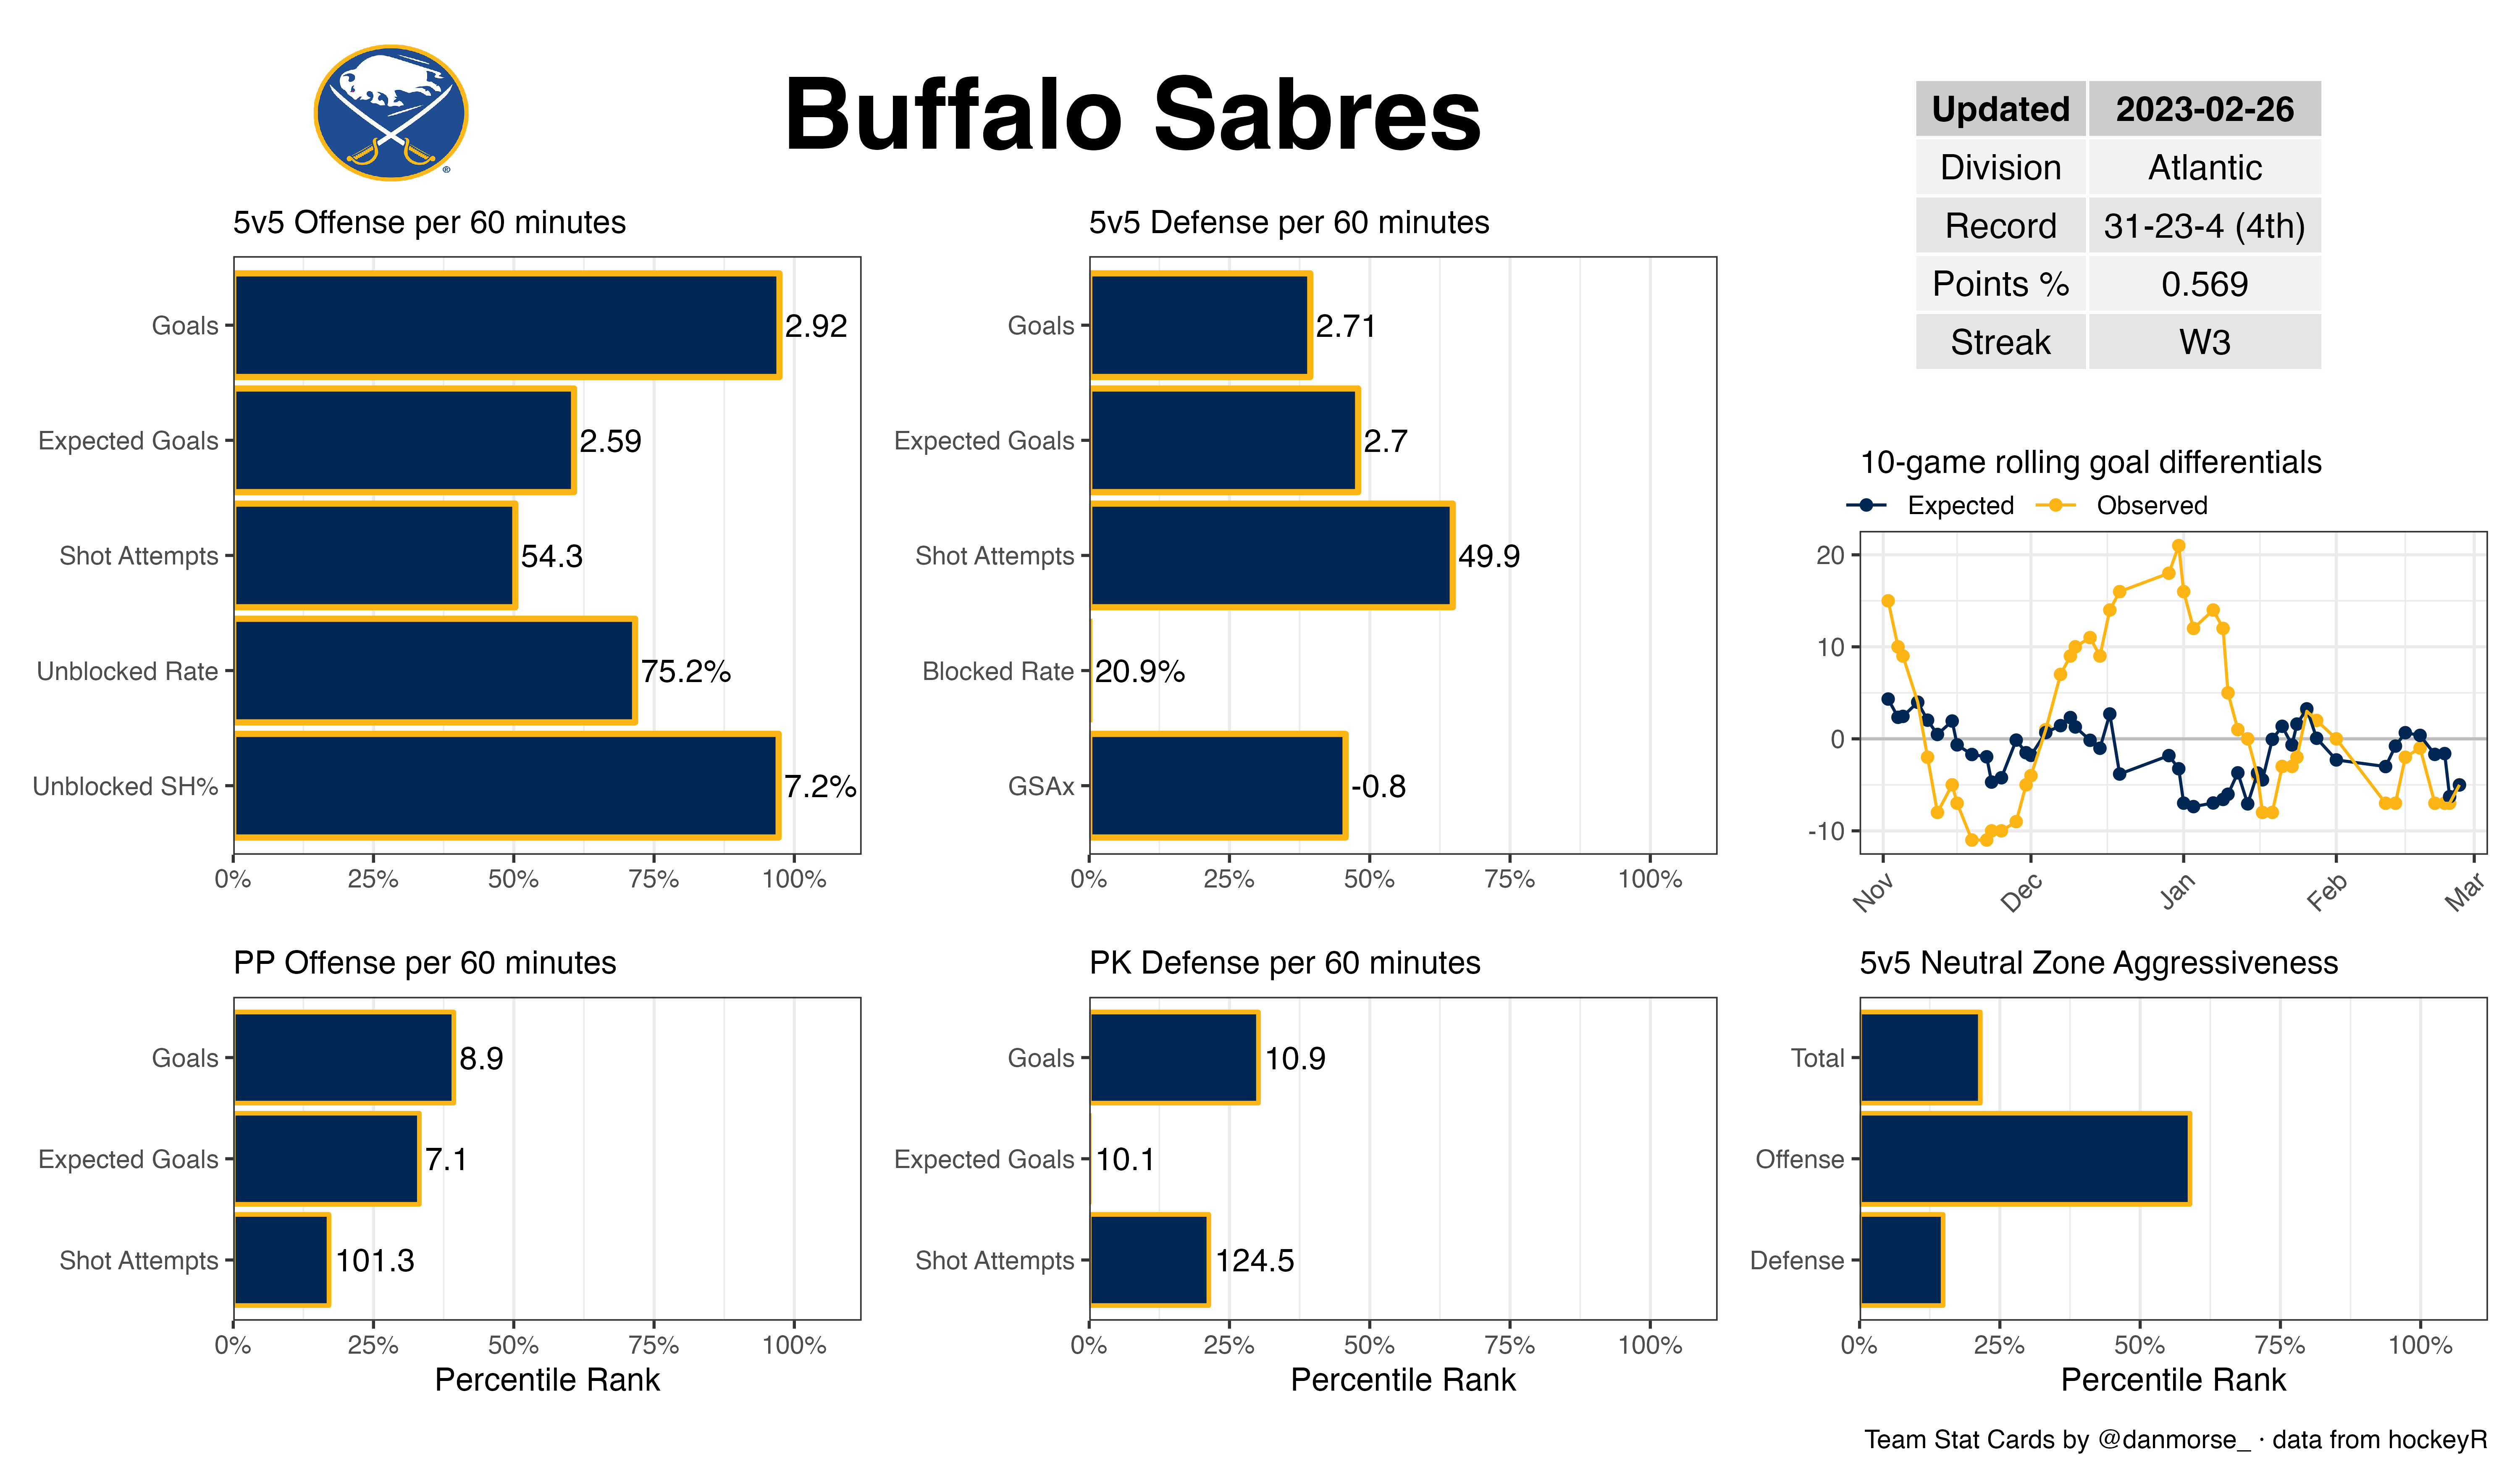 Buffalo Sabres
Updated 2023-02-26
Division Atlantic
Record 31-23-4 (4th)
Points % 0.569
Streak W3
5v5 Offense per 60 minutes
Goals 2.92
Expected Goals 2.59
Shot Attempts 54.3
Unblocked Rate 75.2%
Unblocked SH% 7.2%
0% 25% 50% 75% 100%
5v5 Defense per 60 minutes
Goals 2.71
Expected Goals 2.7
Shot Attempts 49.9
Blocked Rate 20.9%
GSAx -0.8
0% 25% 50% 75% 100%
10-game rolling goal differentials
Expected Observed
20
10
0
-10
Nov Dec Jan Feb Mar
PP Offense per 60 minutes
Goals 8.9
Expected Goals 7.1
Shot Attempts 101.3
0% 25% 50% 75% 100%
Percentile Rank
PK Defense per 60 minutes
Goals 10.9
Expected Goals 10.1
Shot Attempts 124.5
0% 25% 50% 75% 100%
Percentile Rank
5v5 Neutral Zone Aggressiveness
Total
Offense
Defense
0% 25% 50% 75% 100%
Percentile Rank
Team Stat Cards by @danmorse_ · data from hockeyR